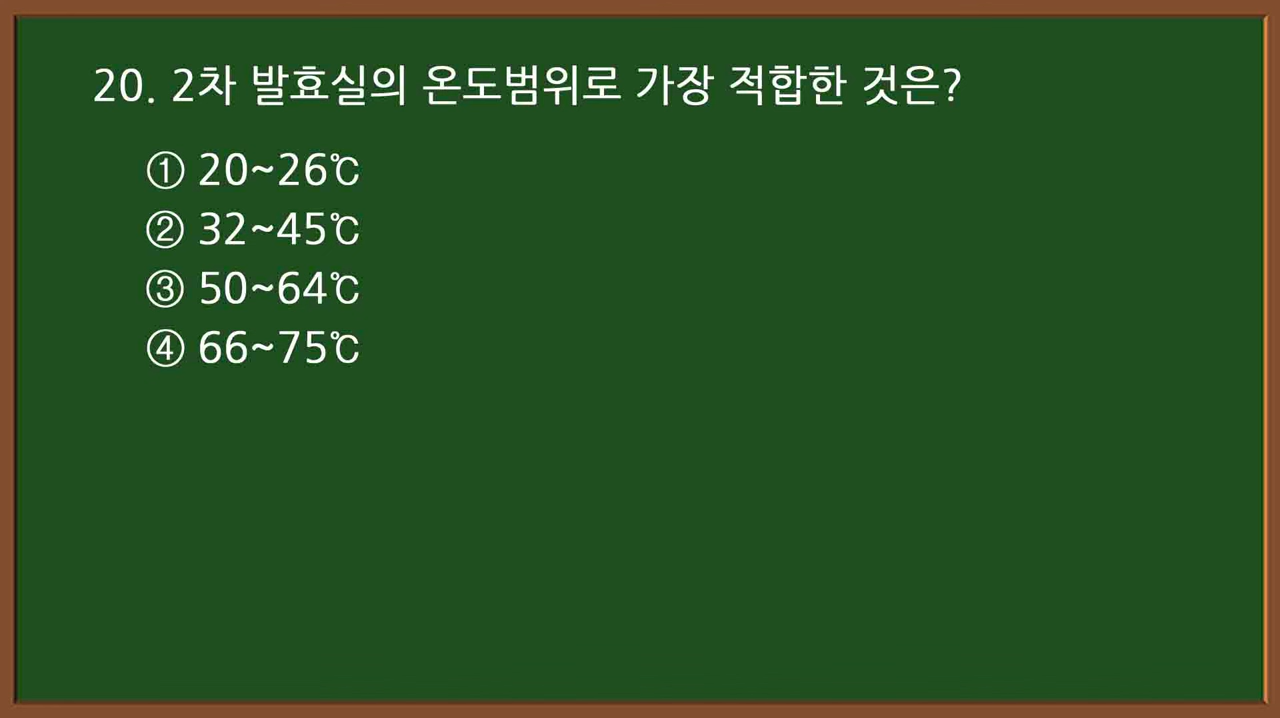 20. 2차 발효실의 온도범위로 가장 적합한 것은?
① 20~26℃
② 32~45℃
③ 50~64℃
④ 66~75℃